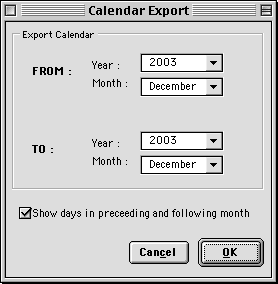 Calendar Export
Export Calendar
FROM : Year : 2003
Month : December
TO : Year : 2003
Month : December
Show days in preceeding and following month
Cancel OK